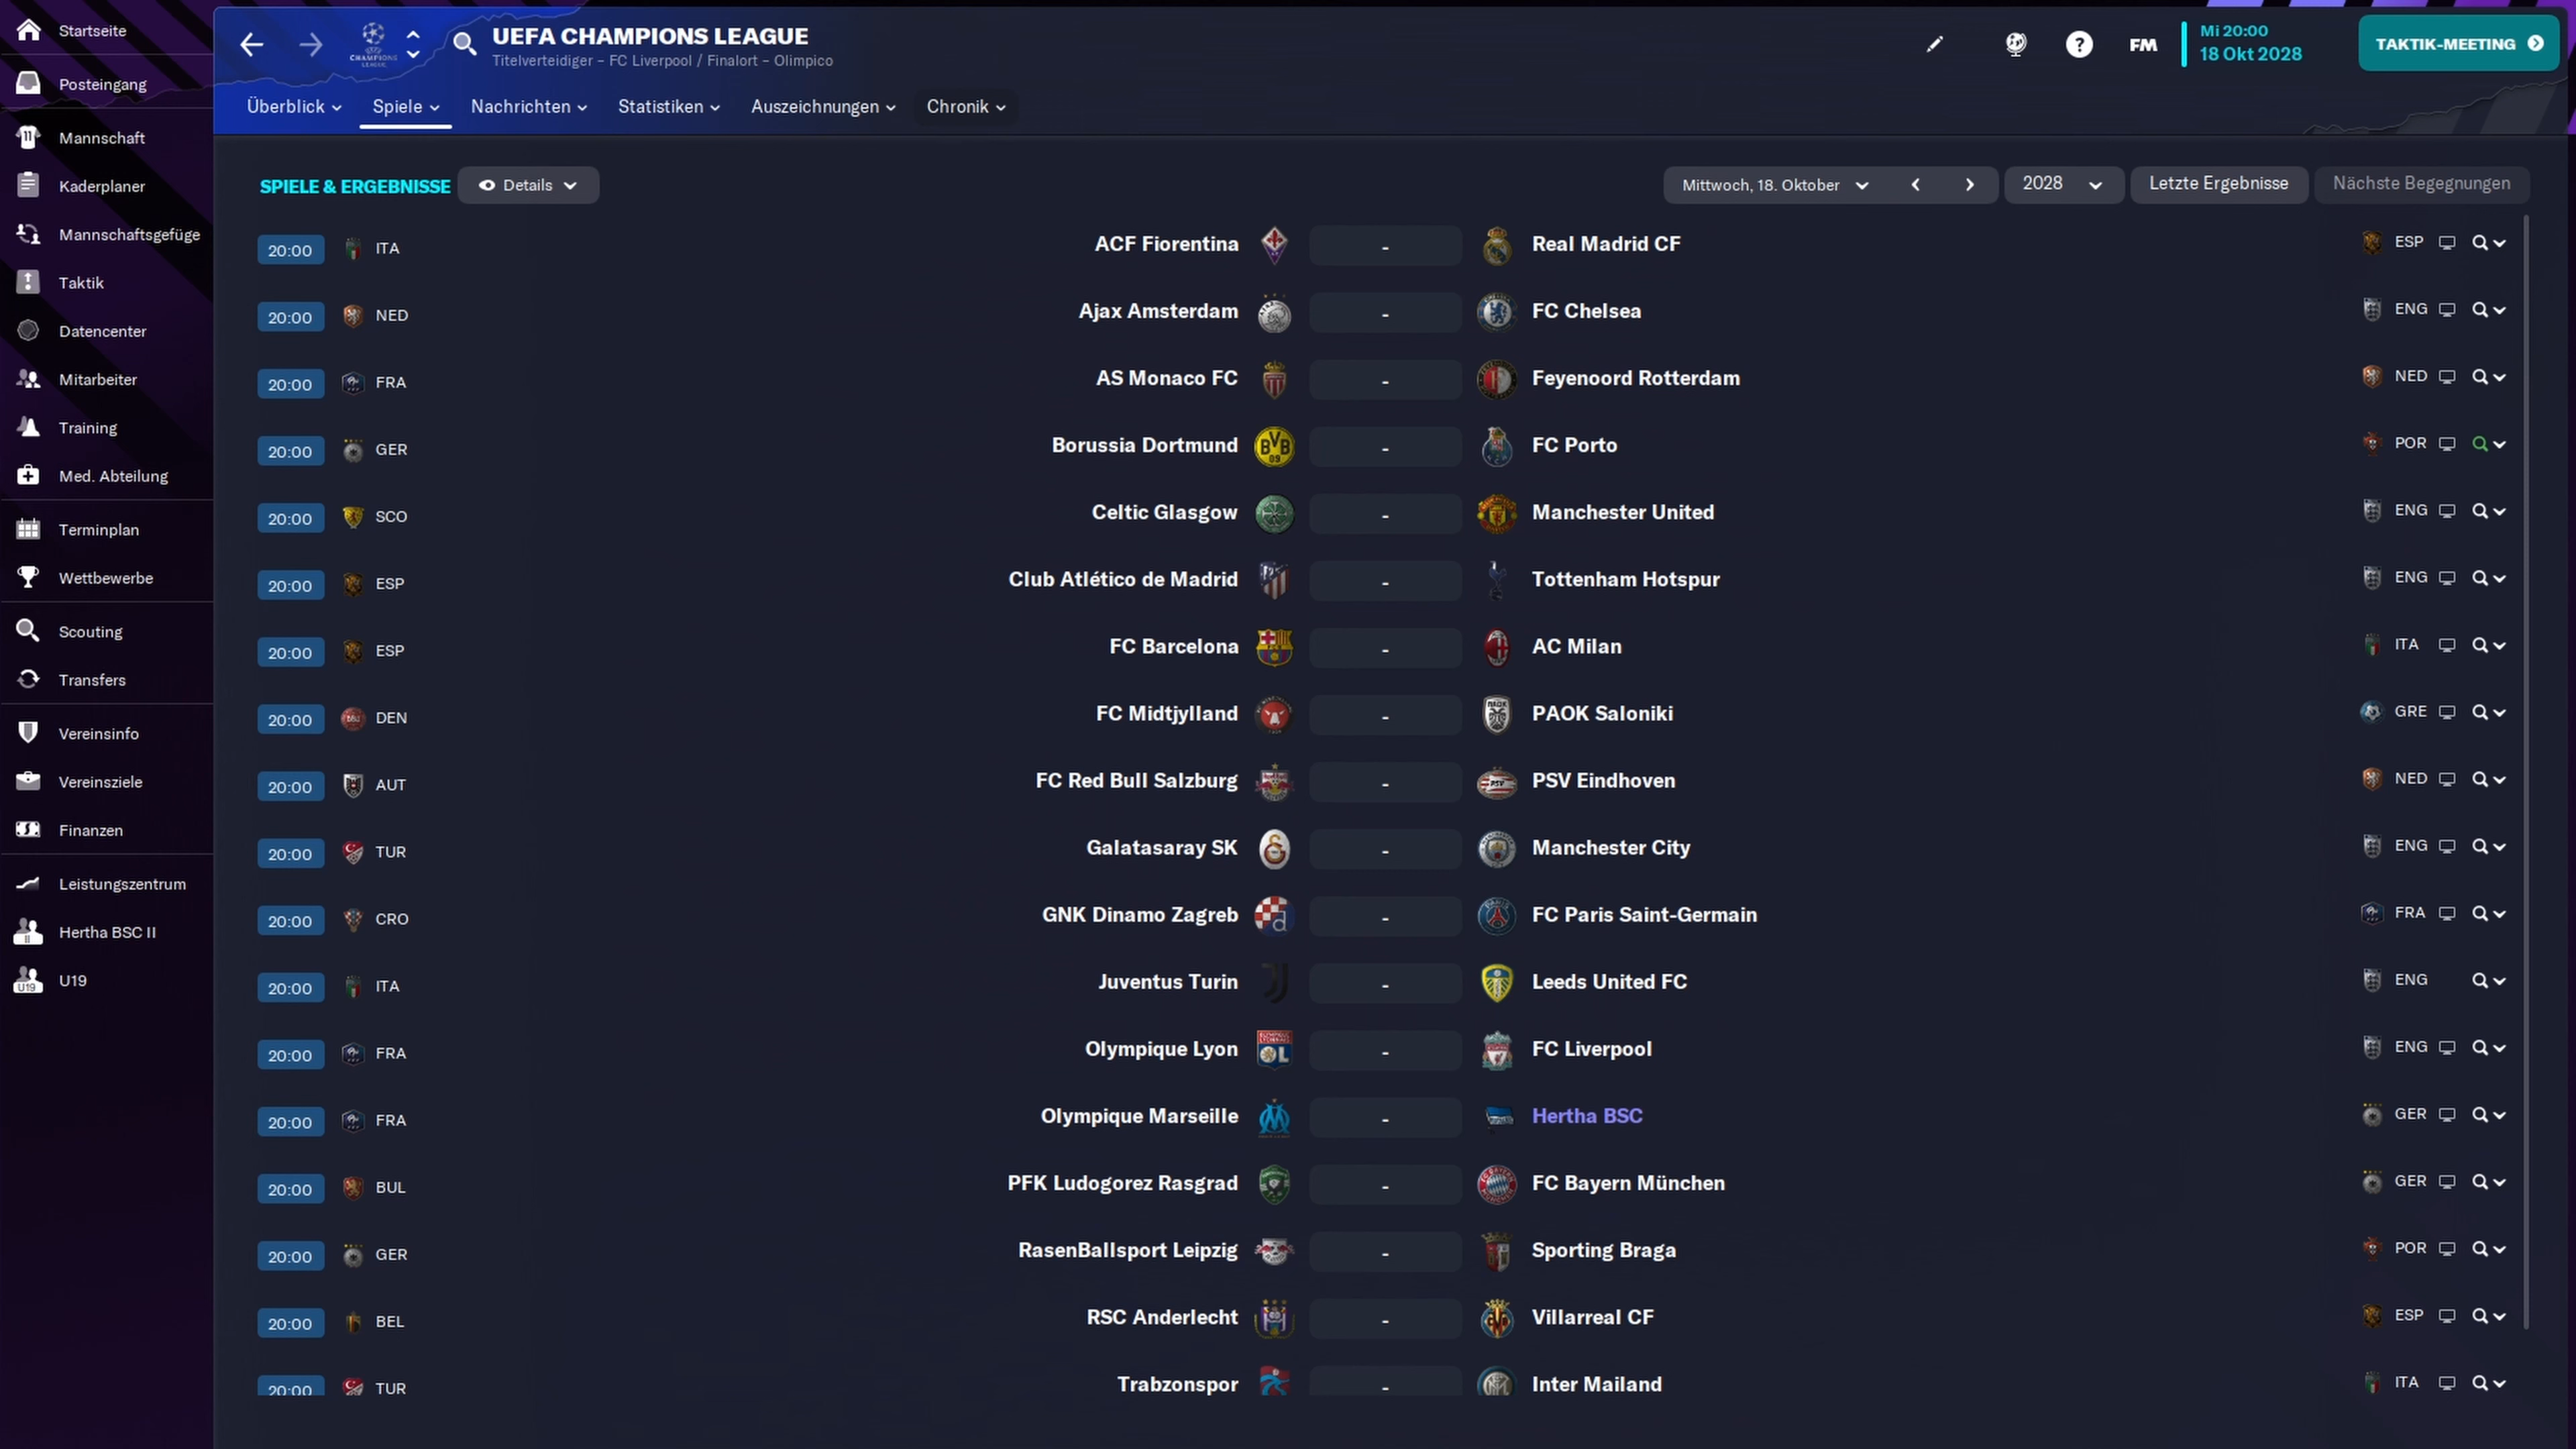 Startseite
Posteingang
Mannschaft
Kaderplaner
Mannschaftsgefüge
Taktik
Datencenter
Mitarbeiter
Training
Med. Abteilung
Terminplan
Wettbewerbe
Scouting
Transfers
Vereinsinfo
Vereinsziele
Finanzen
Leistungszentrum
Hertha BSC II
U19
UEFA CHAMPIONS LEAGUE
Titelverteidiger – FC Liverpool / Finalort – Olimpico
FM
Mi 20:00
18 Okt 2028
TAKTIK-MEETING
Überblick Spiele Nachrichten Statistiken Auszeichnungen Chronik
SPIELE & ERGEBNISSE Details Mittwoch, 18. Oktober 2028 Letzte Ergebnisse Nächste Begegnungen
20:00 ITA ACF Fiorentina - Real Madrid CF ESP
20:00 NED Ajax Amsterdam - FC Chelsea ENG
20:00 FRA AS Monaco FC - Feyenoord Rotterdam NED
20:00 GER Borussia Dortmund - FC Porto POR
20:00 SCO Celtic Glasgow - Manchester United ENG
20:00 ESP Club Atlético de Madrid - Tottenham Hotspur ENG
20:00 ESP FC Barcelona - AC Milan ITA
20:00 DEN FC Midtjylland - PAOK Saloniki GRE
20:00 AUT FC Red Bull Salzburg - PSV Eindhoven NED
20:00 TUR Galatasaray SK - Manchester City ENG
20:00 CRO GNK Dinamo Zagreb - FC Paris Saint-Germain FRA
20:00 ITA Juventus Turin - Leeds United FC ENG
20:00 FRA Olympique Lyon - FC Liverpool ENG
20:00 FRA Olympique Marseille - Hertha BSC GER
20:00 BUL PFK Ludogorez Rasgrad - FC Bayern München GER
20:00 GER RasenBallsport Leipzig - Sporting Braga POR
20:00 BEL RSC Anderlecht - Villarreal CF ESP
20:00 TUR Trabzonspor - Inter Mailand ITA